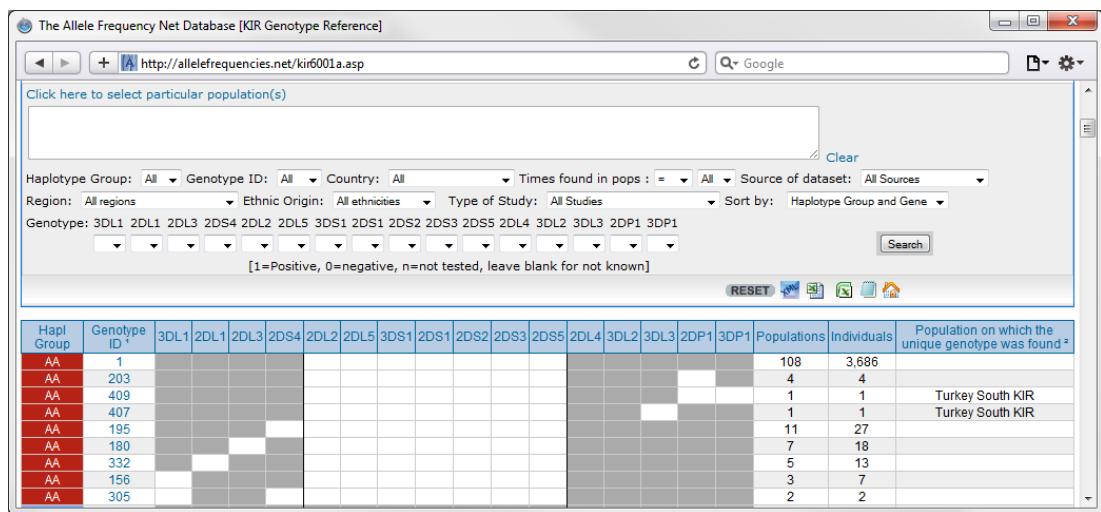 The Allele Frequency Net Database [KIR Genotype Reference]
http://allelefrequencies.net/kir6001a.asp
Google
Click here to select particular population(s)
Clear
Haplotype Group: All Genotype ID: All Country: All Times found in pops : = All Source of dataset: All Sources
Region: All regions Ethnic Origin: All ethnicities Type of Study: All Studies Sort by: Haplotype Group and Gene
Genotype: 3DL1 2DL1 2DL3 2DS4 2DL2 2DL5 3DS1 2DS1 2DS2 2DS3 2DS5 2DL4 3DL2 3DL3 2DP1 3DP1
Search
[1=Positive, 0=negative, n=not tested, leave blank for not known]
RESET
Hapl Group Genotype ID ¹ 3DL1 2DL1 2DL3 2DS4 2DL2 2DL5 3DS1 2DS1 2DS2 2DS3 2DS5 2DL4 3DL2 3DL3 2DP1 3DP1 Populations Individuals Population on which the unique genotype was found ²
AA 1 108 3,686
AA 203 4 4
AA 409 1 1 Turkey South KIR
AA 407 1 1 Turkey South KIR
AA 195 11 27
AA 180 7 18
AA 332 5 13
AA 156 3 7
AA 305 2 2